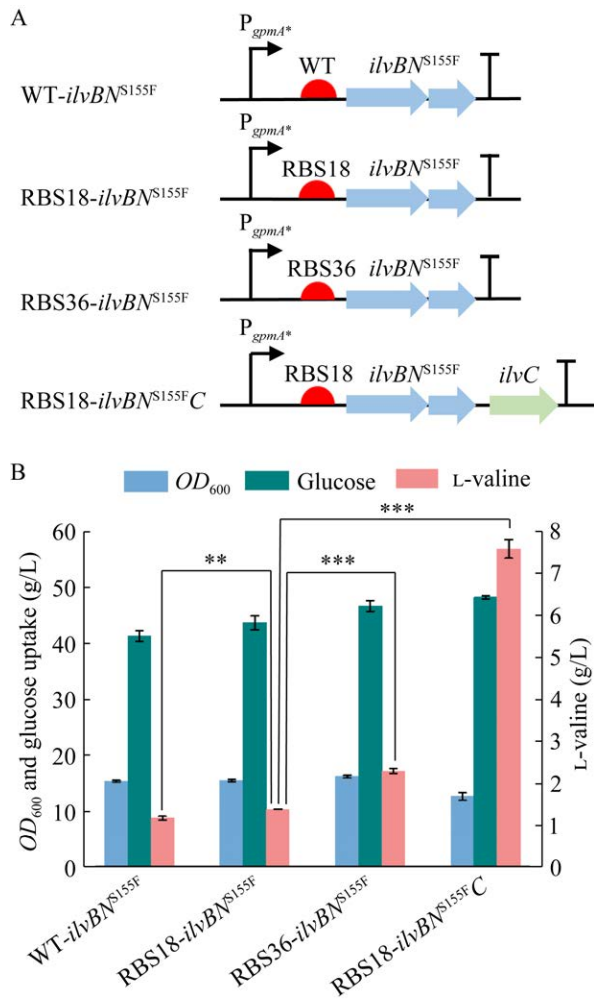 A
P gpmA*
WT ilvBN^S155F
WT-ilvBN^S155F
P gpmA*
RBS18 ilvBN^S155F
RBS18-ilvBN^S155F
P gpmA*
RBS36 ilvBN^S155F
RBS36-ilvBN^S155F
P gpmA*
RBS18 ilvBN^S155F ilvC
RBS18-ilvBN^S155F C
B
OD600 Glucose L-valine
OD600 and glucose uptake (g/L)
60
50
40
30
20
10
0
**
***
***
8
7
6
5
4
3
2
1
0
L-valine (g/L)
WT-ilvBN^S155F
RBS18-ilvBN^S155F
RBS36-ilvBN^S155F
RBS18-ilvBN^S155F C